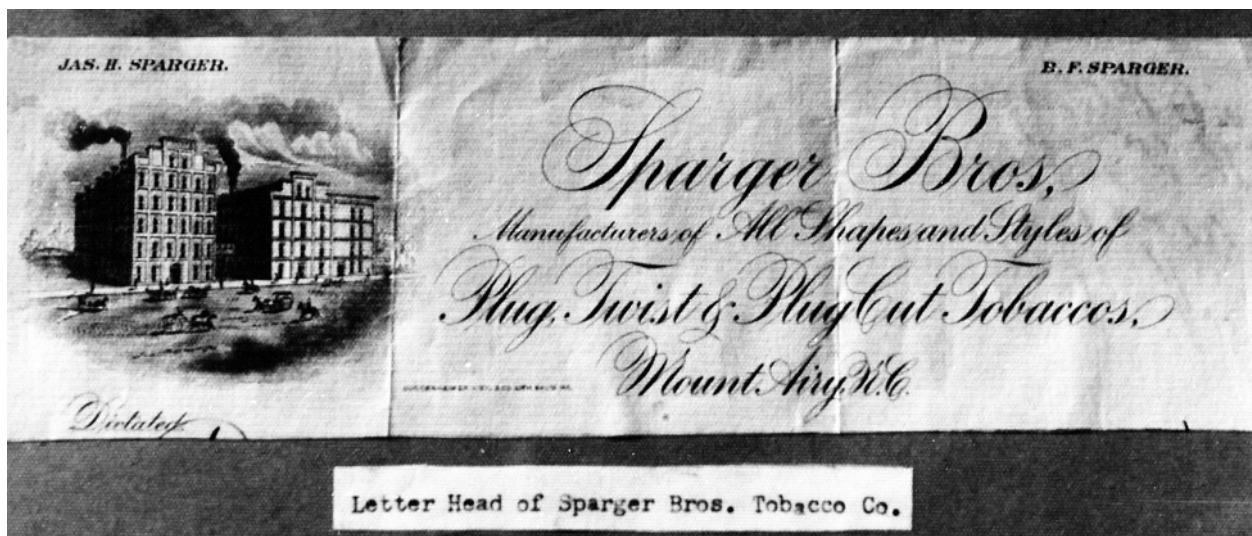 JAS. H. SPARGER.
B. F. SPARGER.
Sparger Bros,
Manufacturers of All Shapes and Styles of
Plug, Twist & Plug Cut Tobaccos,
Mount Airy, N.C.
Dictated
Letter Head of Sparger Bros. Tobacco Co.